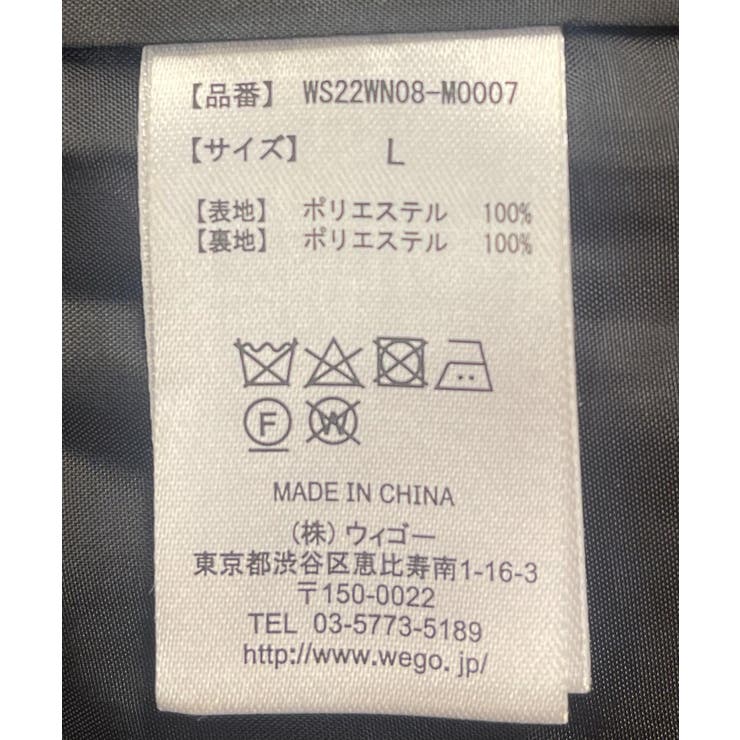 【品番】 WS22WN08-M0007
【サイズ】 L
【表地】 ポリエステル 100%
【裏地】 ポリエステル 100%
F W
MADE IN CHINA
(株)ウィゴー
東京都渋谷区恵比寿南1-16-3
〒150-0022
TEL 03-5773-5189
http://www.wego.jp/